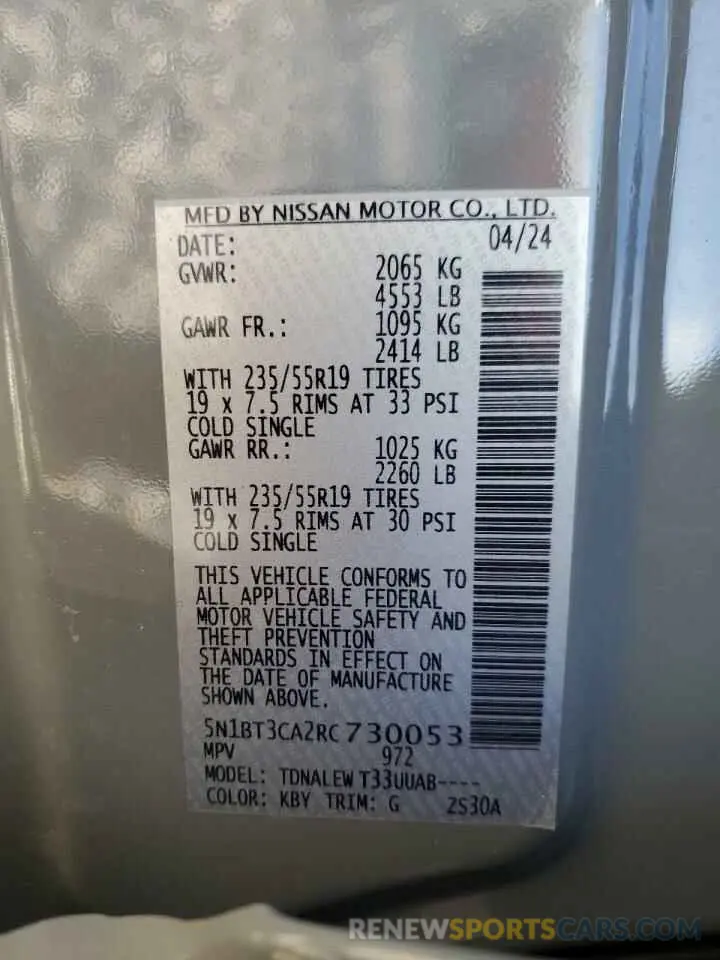 MFD BY NISSAN MOTOR CO., LTD.
DATE: 04/24
GVWR: 2065 KG
4553 LB
GAWR FR.: 1095 KG
2414 LB
WITH 235/55R19 TIRES
19 x 7.5 RIMS AT 33 PSI
COLD SINGLE
GAWR RR.: 1025 KG
2260 LB
WITH 235/55R19 TIRES
19 x 7.5 RIMS AT 30 PSI
COLD SINGLE
THIS VEHICLE CONFORMS TO
ALL APPLICABLE FEDERAL
MOTOR VEHICLE SAFETY AND
THEFT PREVENTION
STANDARDS IN EFFECT ON
THE DATE OF MANUFACTURE
SHOWN ABOVE.
5N1BT3CA2RC730053
MPV 972
MODEL: TDNALEW T33UUAB----
COLOR: KBY TRIM: G 2S30A
RENEWSPORTSCARS.COM